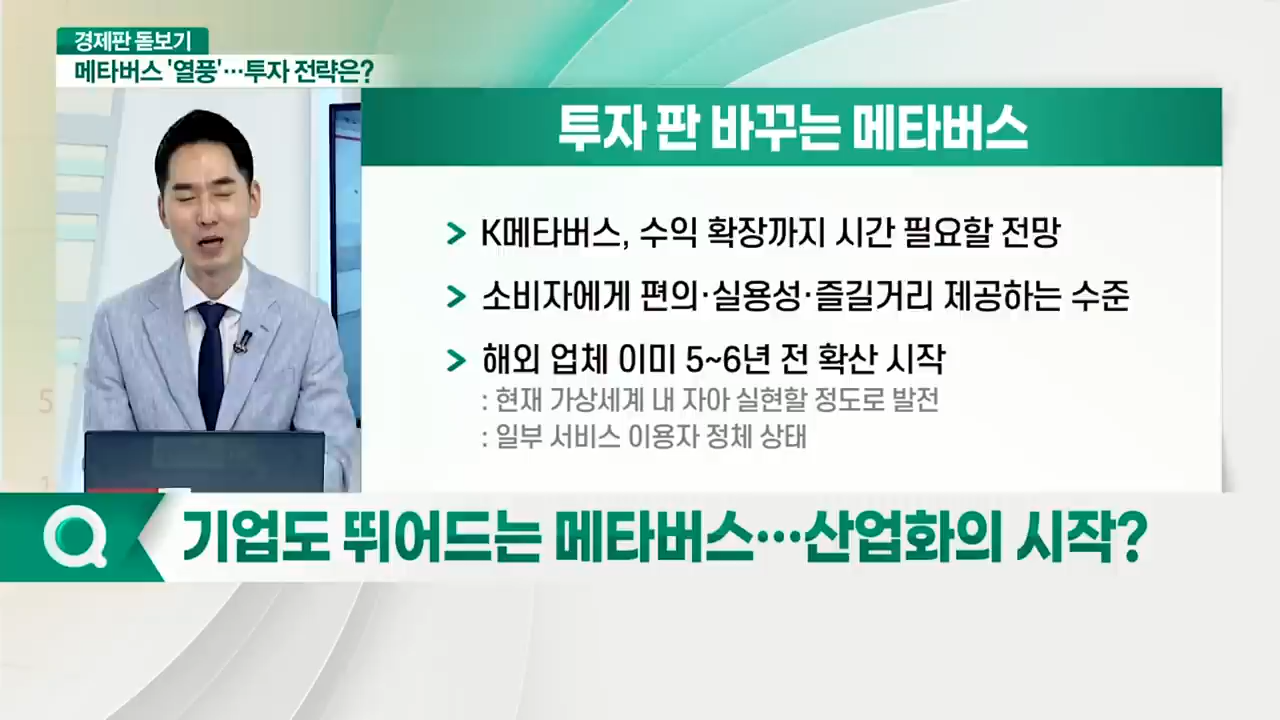 경제판 돋보기
메타버스 '열풍'…투자 전략은?
투자 판 바꾸는 메타버스
K메타버스, 수익 확장까지 시간 필요할 전망
소비자에게 편의·실용성·즐길거리 제공하는 수준
해외 업체 이미 5~6년 전 확산 시작
: 현재 가상세계 내 자아 실현할 정도로 발전
: 일부 서비스 이용자 정체 상태
Q 기업도 뛰어드는 메타버스…산업화의 시작?
5
1